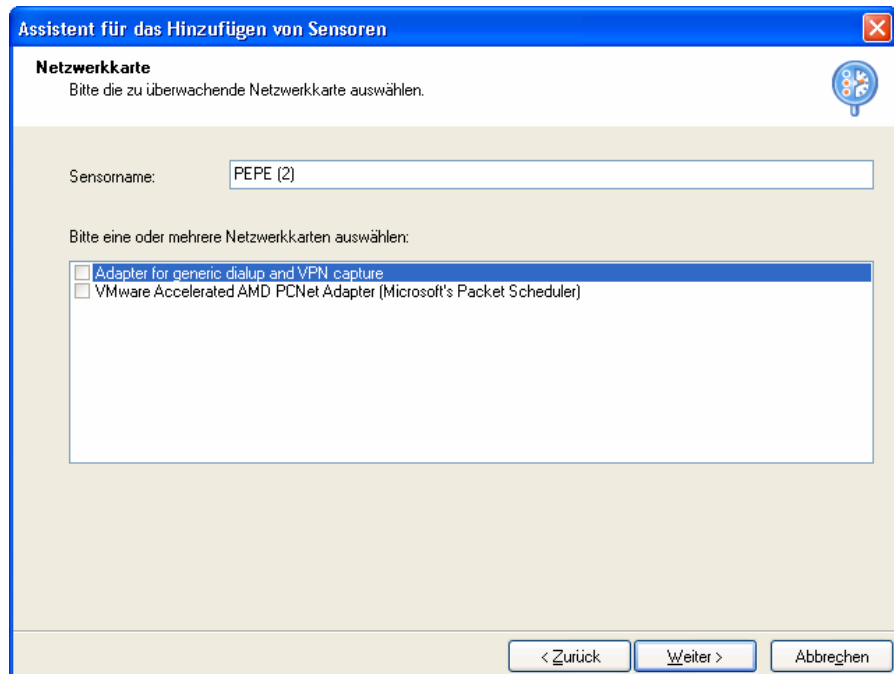 Assistent für das Hinzufügen von Sensoren
Netzwerkkarte
Bitte die zu überwachende Netzwerkkarte auswählen.
Sensorname:
PEPE (2)
Bitte eine oder mehrere Netzwerkkarten auswählen:
Adapter for generic dialup and VPN capture
VMware Accelerated AMD PCNet Adapter (Microsoft's Packet Scheduler)
< Zurück
Weiter >
Abbrechen